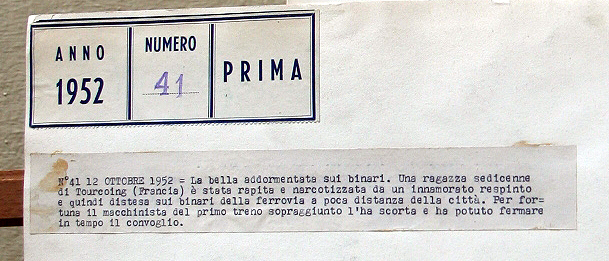 ANNO
1952
NUMERO
41
PRIMA
N°41 12 OTTOBRE 1952 = La bella addormentata sui binari. Una ragazza sedicenne
di Tourcoing (Francia) è stata rapita e narcotizzata da un innamorato respinto
e quindi distesa sui binari della ferrovia a poca distanza della città. Per for=
tuna il macchinista del primo treno sopraggiunto l'ha scorta e ha potuto fermare
in tempo il convoglio.